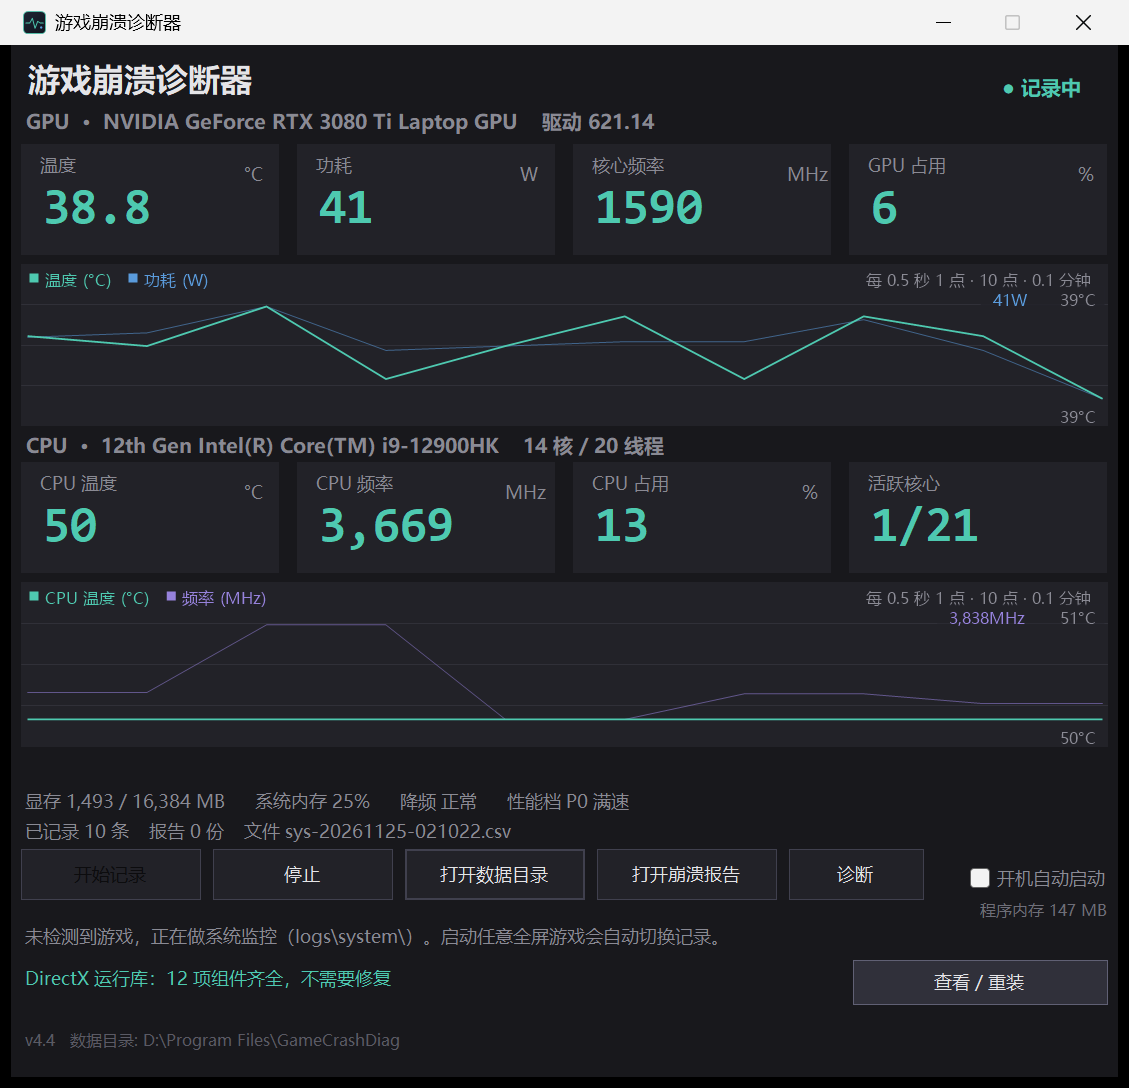 游戏崩溃诊断器
游戏崩溃诊断器
● 记录中
GPU • NVIDIA GeForce RTX 3080 Ti Laptop GPU 驱动 621.14
温度 °C 功耗 W 核心频率 MHz GPU 占用 %
38.8 41 1590 6
温度 (°C) 功耗 (W) 每 0.5 秒 1 点 · 10 点 · 0.1 分钟
41W 39°C
39°C
CPU • 12th Gen Intel(R) Core(TM) i9-12900HK 14 核 / 20 线程
CPU 温度 °C CPU 频率 MHz CPU 占用 % 活跃核心
50 3,669 13 1/21
CPU 温度 (°C) 频率 (MHz) 每 0.5 秒 1 点 · 10 点 · 0.1 分钟
3,838MHz 51°C
50°C
显存 1,493 / 16,384 MB 系统内存 25% 降频 正常 性能档 P0 满速
已记录 10 条 报告 0 份 文件 sys-20261125-021022.csv
开始记录 停止 打开数据目录 打开崩溃报告 诊断 开机自动启动
程序内存 147 MB
未检测到游戏，正在做系统监控（logs\system\）。启动任意全屏游戏会自动切换记录。
DirectX 运行库：12 项组件齐全，不需要修复 查看 / 重装
v4.4 数据目录: D:\Program Files\GameCrashDiag